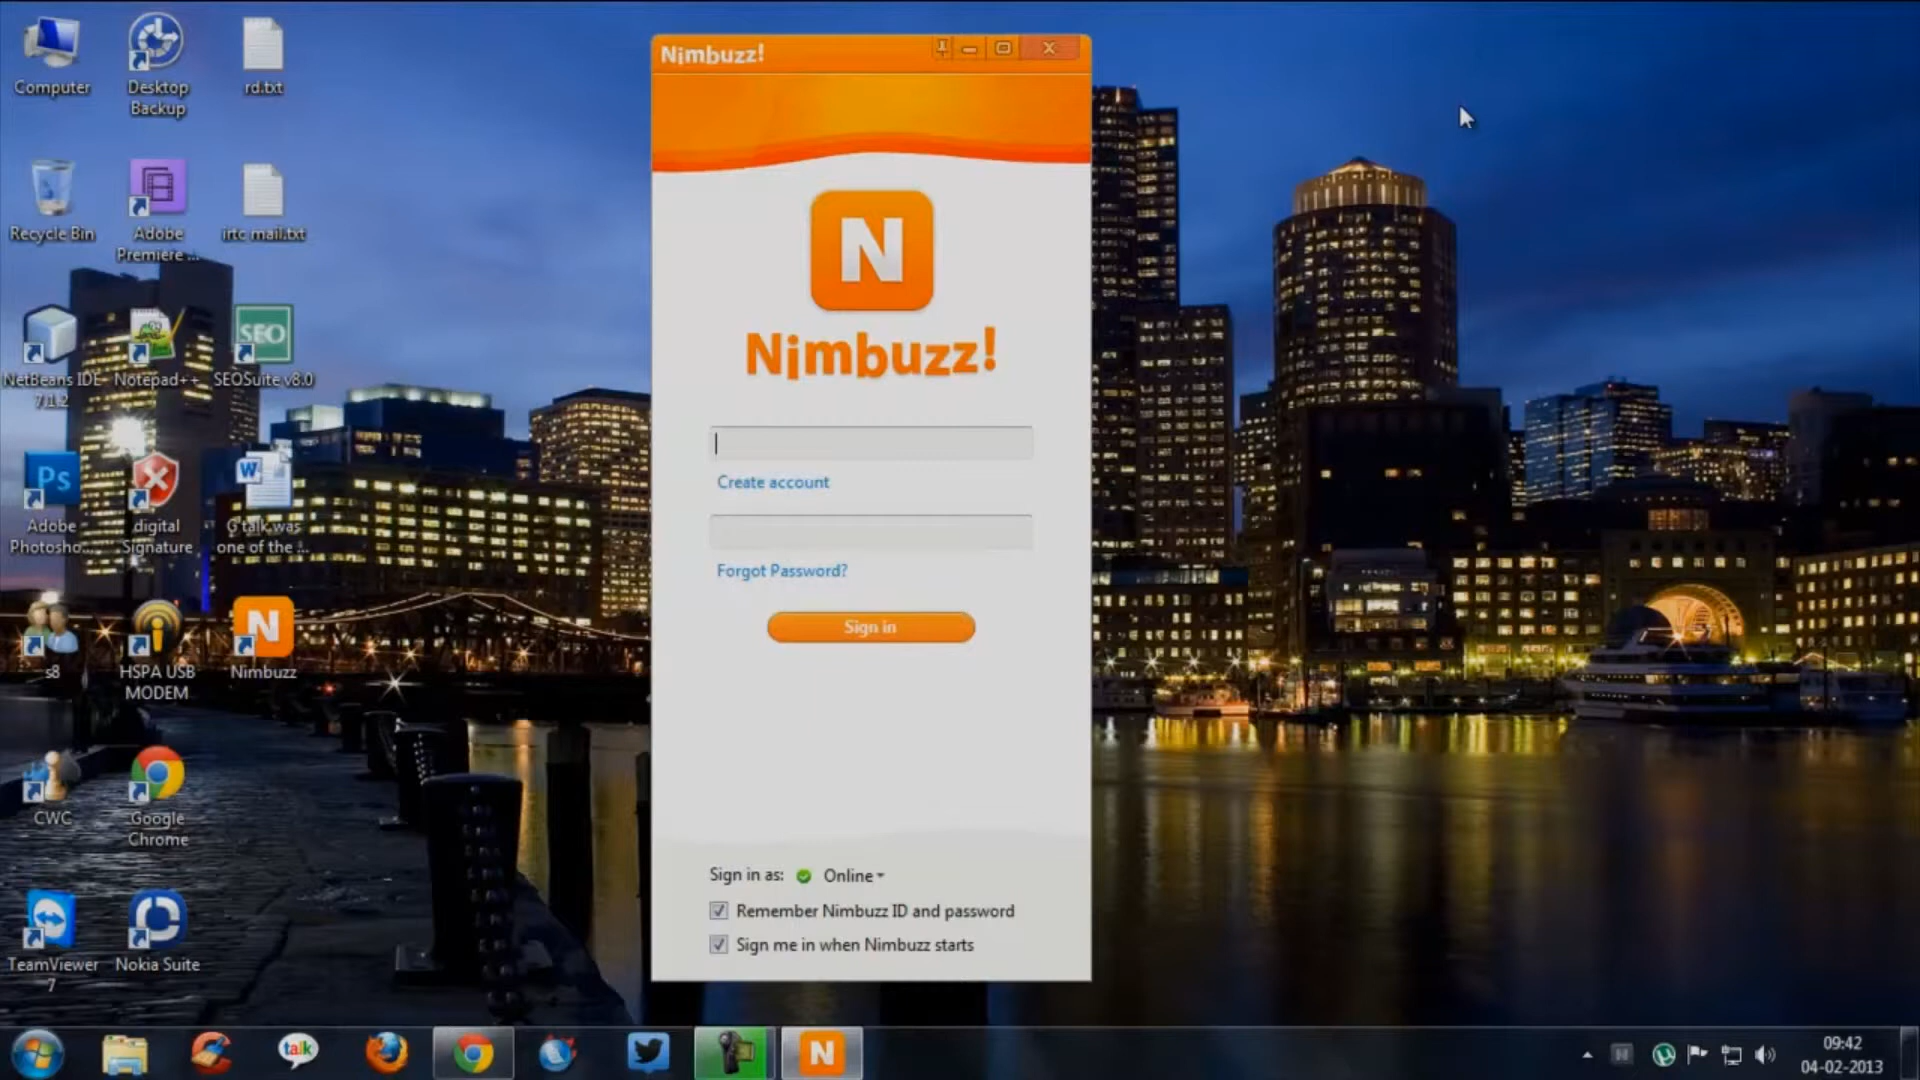 Computer
Desktop
Backup
rd.txt
Recycle Bin
Adobe
Premiere ...
irtc mail.txt
NetBeans IDE
7.1.2
Notepad++
SEO
SEOSuite v8.0
Ps
Adobe
Photosho...
digital
Signature
W
G talk was
one of the ...
s8
HSPA USB
MODEM
N
Nimbuzz
CWC
Google
Chrome
TeamViewer
7
Nokia Suite
Nimbuzz!
N
Nimbuzz!
Create account
Forgot Password?
Sign in
Sign in as: Online
Remember Nimbuzz ID and password
Sign me in when Nimbuzz starts
talk
N
N
09:42
04-02-2013